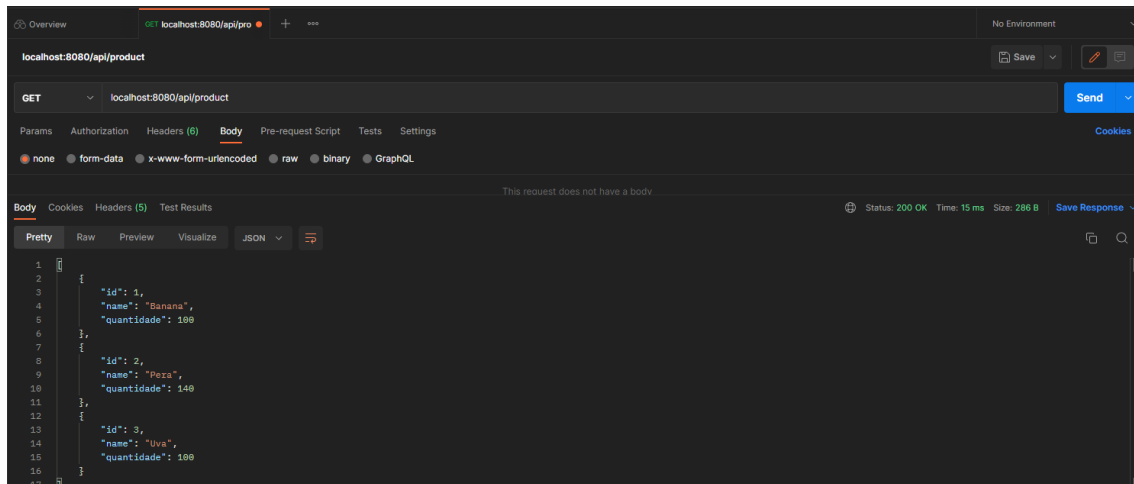 Overview GET localhost:8080/api/pro No Environment
localhost:8080/api/product Save
GET localhost:8080/api/product Send
Params Authorization Headers (6) Body Pre-request Script Tests Settings Cookies
none form-data x-www-form-urlencoded raw binary GraphQL
This request does not have a body
Body Cookies Headers (5) Test Results Status: 200 OK Time: 15 ms Size: 286 B Save Response
Pretty Raw Preview Visualize JSON
1 [
2 {
3 "id": 1,
4 "name": "Banana",
5 "quantidade": 100
6 },
7 {
8 "id": 2,
9 "name": "Pera",
10 "quantidade": 140
11 },
12 {
13 "id": 3,
14 "name": "Uva",
15 "quantidade": 100
16 }
17 ]